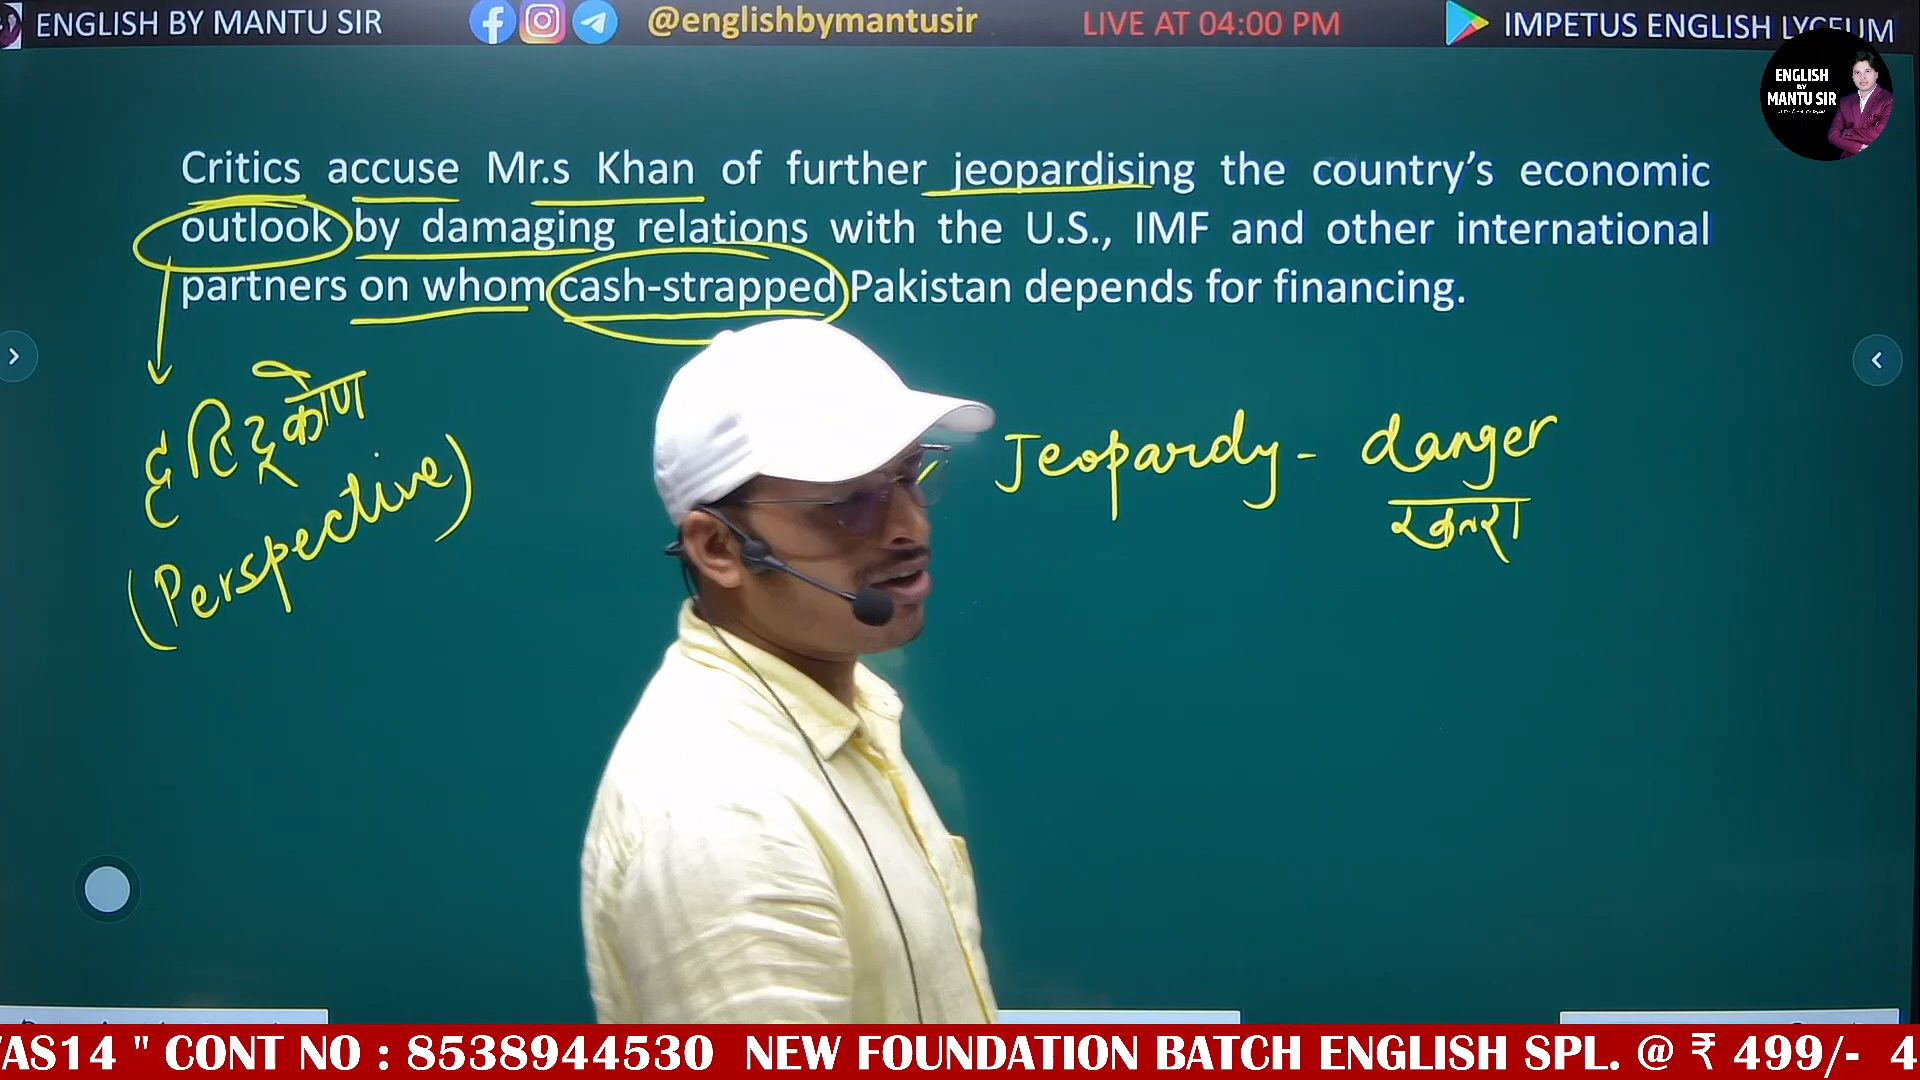 ENGLISH BY MANTU SIR
@englishbymantusir
LIVE AT 04:00 PM
IMPETUS ENGLISH LYCEUM
ENGLISH
BY
MANTU SIR
Critics accuse Mr.s Khan of further jeopardising the country's economic
outlook by damaging relations with the U.S., IMF and other international
partners on whom cash-strapped Pakistan depends for financing.
(Perspective)
Jeopardy - danger
खतरा
AS14 " CONT NO : 8538944530 NEW FOUNDATION BATCH ENGLISH SPL. @ ₹ 499/- 4